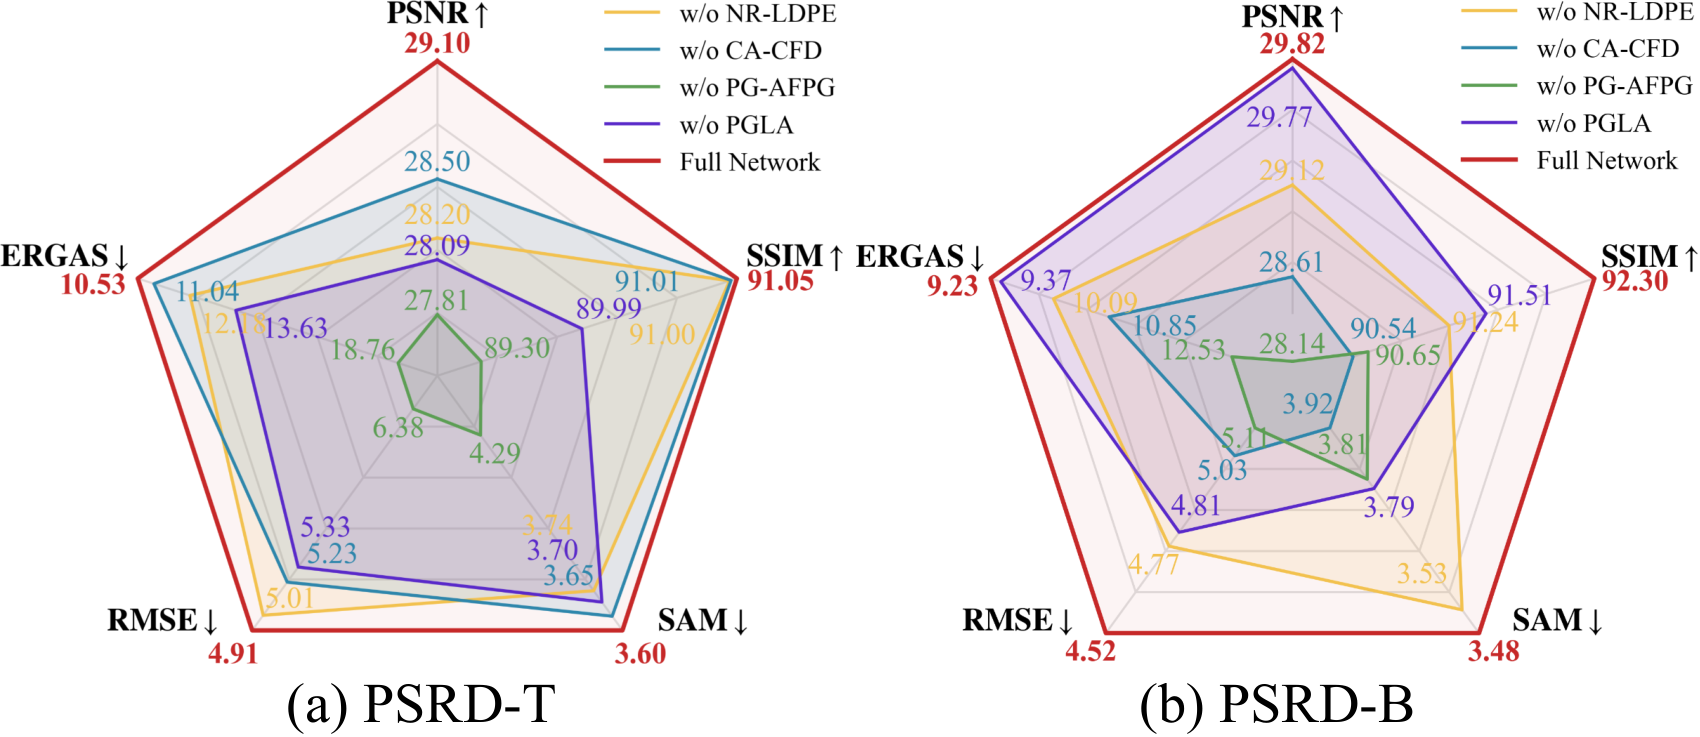 PSNR↑
29.10
w/o NR-LDPE
w/o CA-CFD
w/o PG-AFPG
w/o PGLA
Full Network
28.50
28.20
28.09
27.81
ERGAS↓
10.53
11.04
12.18
13.63
18.76
SSIM↑
91.05
91.01
91.00
89.99
89.30
RMSE↓
4.91
5.01
5.23
5.33
6.38
SAM↓
3.60
3.65
3.70
3.74
4.29
(a) PSRD-T
PSNR↑
29.82
w/o NR-LDPE
w/o CA-CFD
w/o PG-AFPG
w/o PGLA
Full Network
29.77
29.12
28.61
28.14
ERGAS↓
9.23
9.37
10.09
10.85
12.53
SSIM↑
92.30
91.51
91.24
90.54
90.65
RMSE↓
4.52
4.77
4.81
5.03
5.11
SAM↓
3.48
3.53
3.79
3.81
3.92
(b) PSRD-B